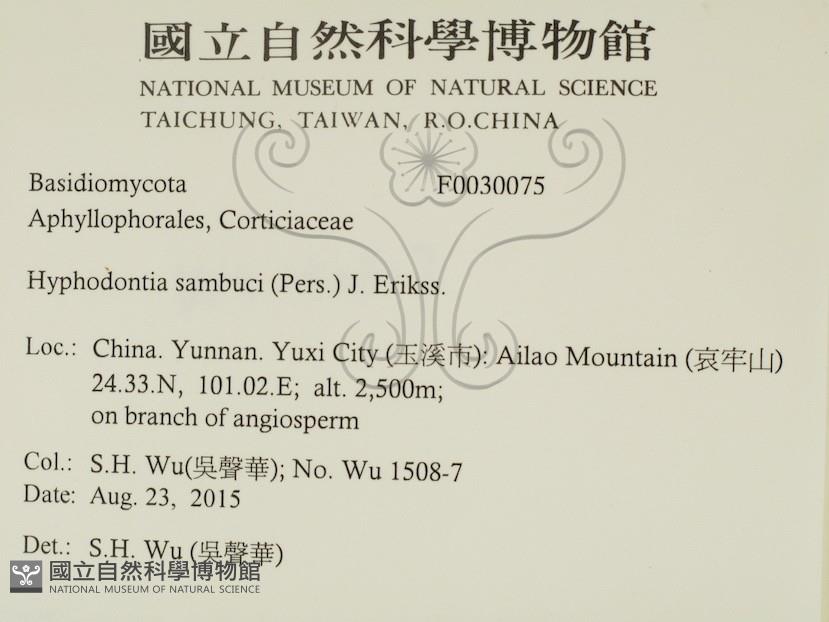 國立自然科學博物館
NATIONAL MUSEUM OF NATURAL SCIENCE
TAICHUNG, TAIWAN, R.O.CHINA
Basidiomycota F0030075
Aphyllophorales, Corticiaceae
Hyphodontia sambuci (Pers.) J. Erikss.
Loc.: China. Yunnan. Yuxi City (玉溪市): Ailao Mountain (哀牢山)
24.33.N, 101.02.E; alt. 2,500m;
on branch of angiosperm
Col.: S.H. Wu(吳聲華); No. Wu 1508-7
Date: Aug. 23, 2015
Det.: S.H. Wu (吳聲華)
國立自然科學博物館
NATIONAL MUSEUM OF NATURAL SCIENCE